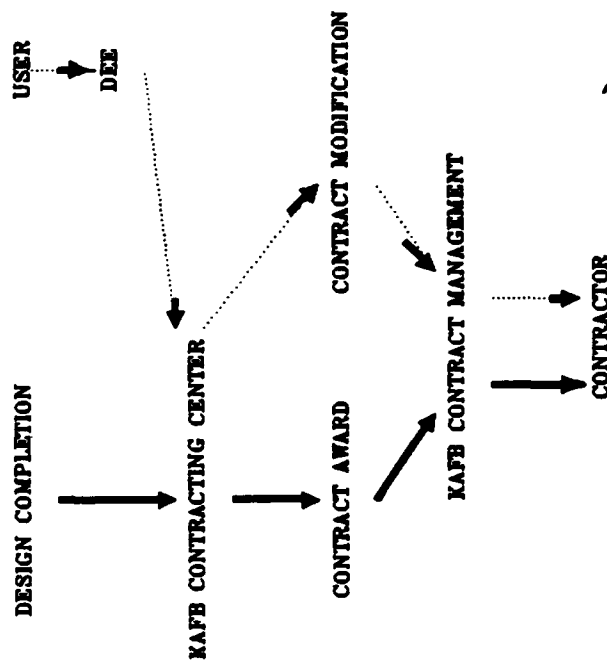 USER
DEE
DESIGN COMPLETION
KAFB CONTRACTING CENTER
CONTRACT AWARD
CONTRACT MODIFICATION
KAFB CONTRACT MANAGEMENT
CONTRACTOR